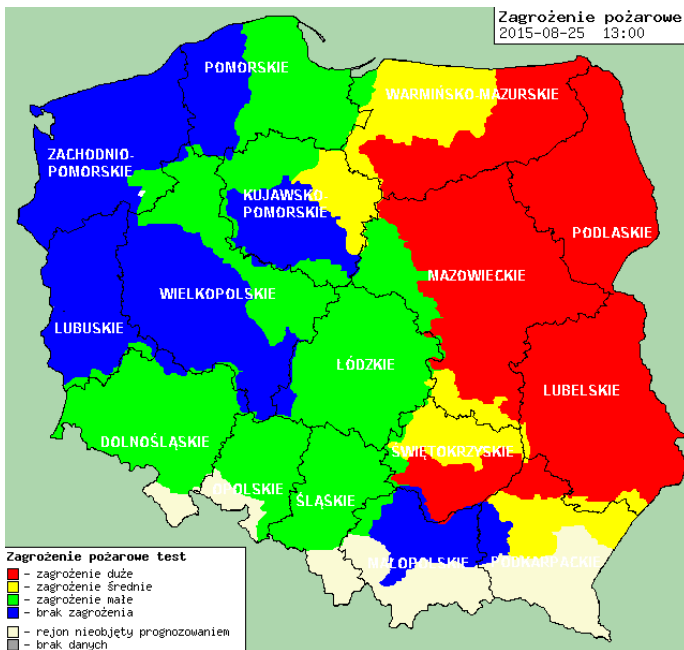 Zagrożenie pożarowe
2015-08-25 13:00
POMORSKIE
WARMIŃSKO-MAZURSKIE
ZACHODNIO-
POMORSKIE
KUJAWSKO-
POMORSKIE
PODLASKIE
MAZOWIECKIE
WIELKOPOLSKIE
LUBUSKIE
ŁÓDZKIE
LUBELSKIE
DOLNOŚLĄSKIE
ŚWIĘTOKRZYSKIE
OPOLSKIE
ŚLĄSKIE
MAŁOPOLSKIE
PODKARPACKIE
Zagrożenie pożarowe test
– zagrożenie duże
– zagrożenie średnie
– zagrożenie małe
– brak zagrożenia
– rejon nieobjęty prognozowaniem
– brak danych